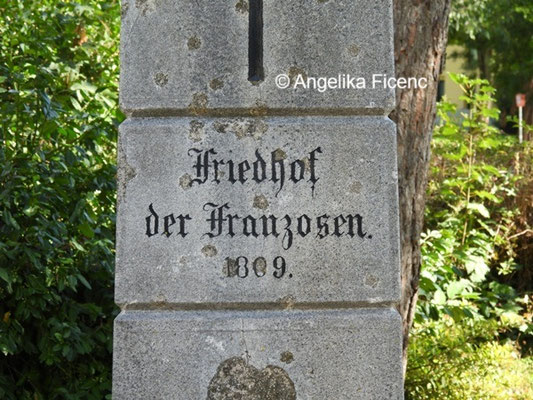 © Angelika Ficenc
Friedhof
der Franzosen.
1809.